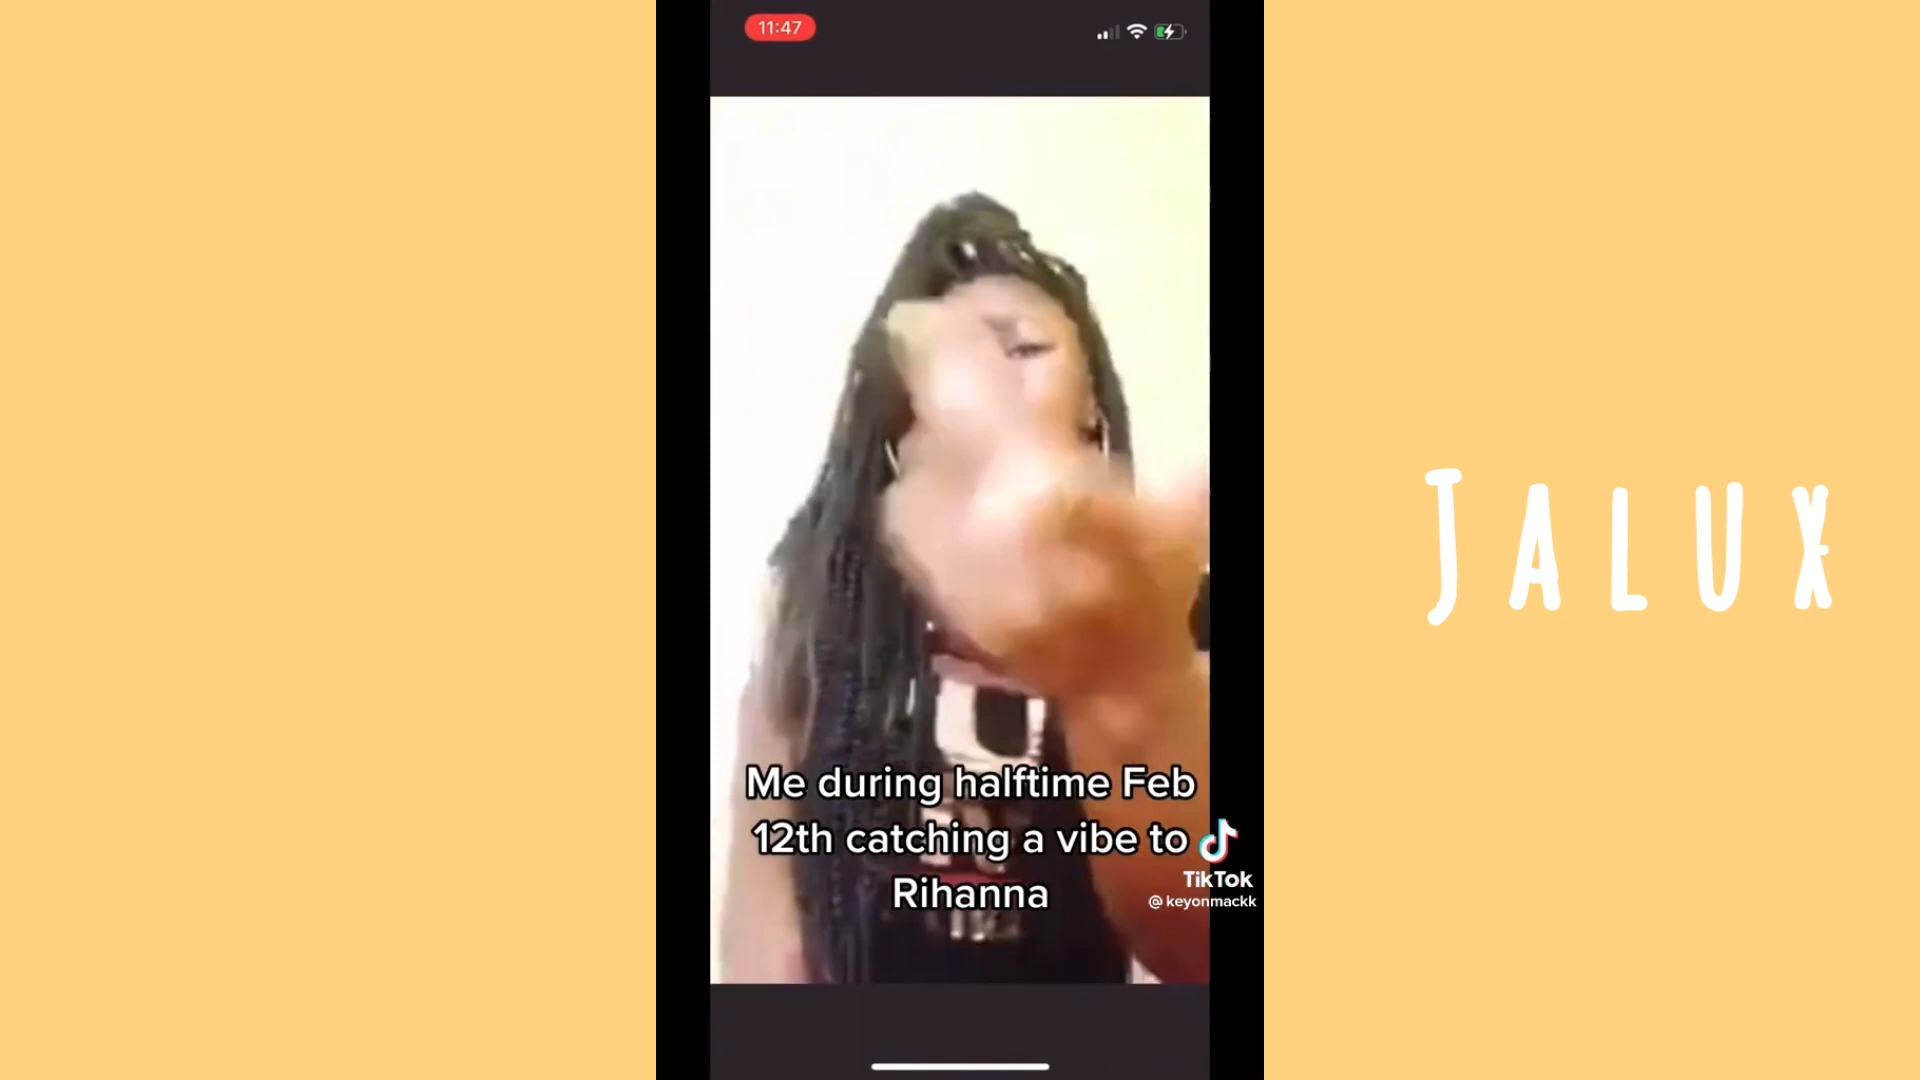 11:47
JALUX
Me during halftime Feb
12th catching a vibe to
Rihanna
TikTok
@keyonmackk